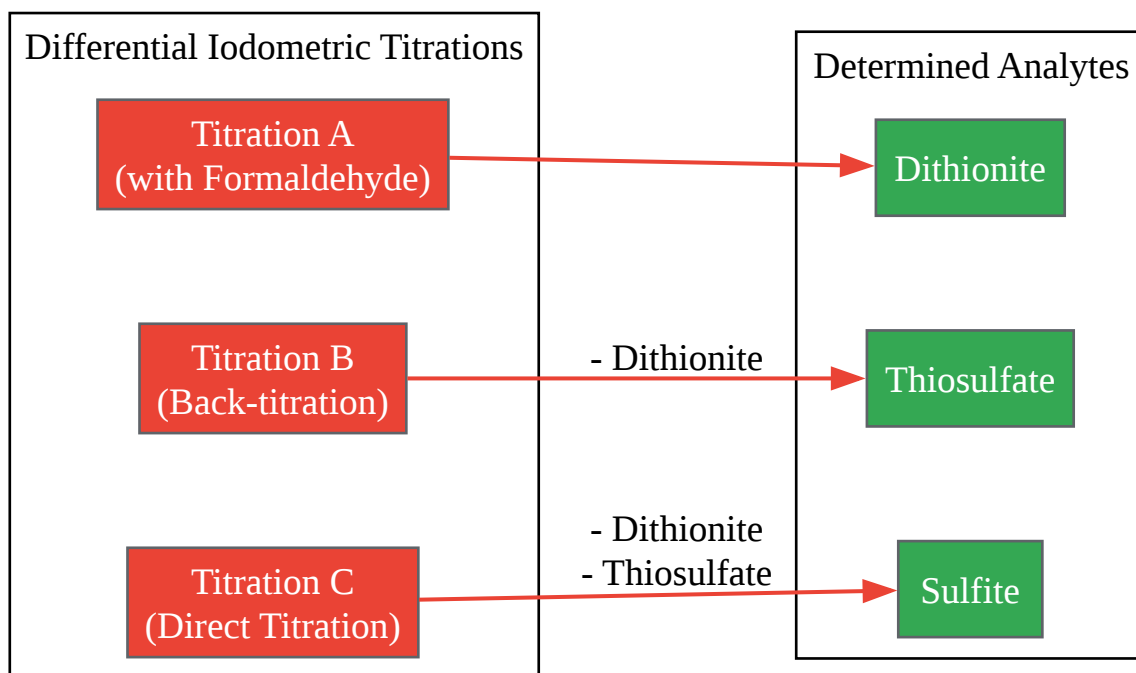 Differential Iodometric Titrations
Titration A
(with Formaldehyde)
Titration B
(Back-titration)
Titration C
(Direct Titration)
- Dithionite
- Dithionite
- Thiosulfate
Determined Analytes
Dithionite
Thiosulfate
Sulfite